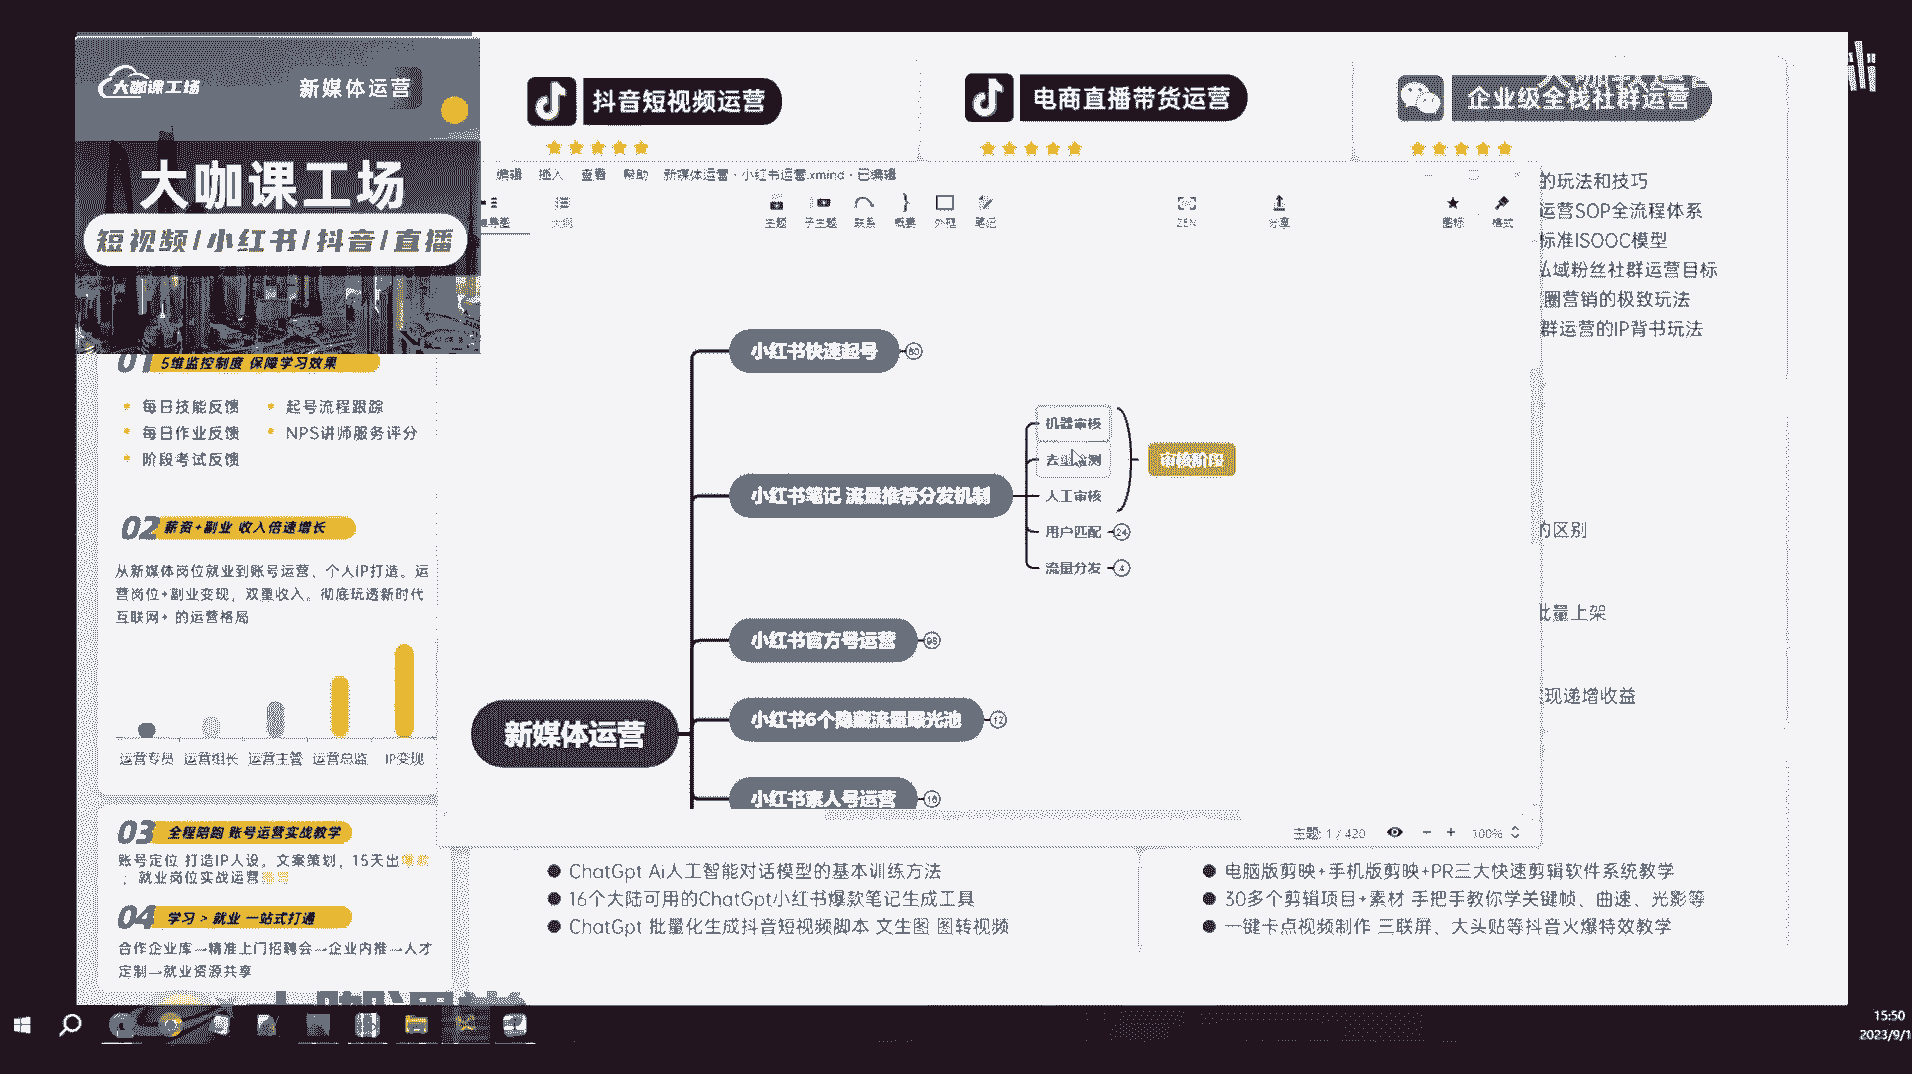 大咖课工场
新媒体运营
大咖课工场
短视频/小红书/抖音/直播
01 5维监控制度 保障学习效果
每日技能反馈
起号流程跟踪
每日作业反馈
NPS讲师服务评分
阶段考试反馈
02 薪资+副业 收入倍速增长
从新媒体岗位就业到账号运营、个人IP打造。运
营岗位+副业变现，双重收入。彻底玩透新时代
互联网+ 的运营格局
运营专员 运营组长 运营主管 运营总监 IP变现
03 全程陪跑 账号运营实战教学
账号定位 打造IP人设，文案策划，15天出
，就业岗位实战运营
04 学习 > 就业 一站式打通
合作企业库→精准上门招聘会→企业内推→人才
定制→就业资源共享
抖音短视频运营
电商直播带货运营
企业级全栈社群运营
编辑 插入 查看 帮助 新媒体运营 · 小红书运营.xmind · 已编辑
大纲 主题 子主题 联系 概要 外框 笔记 ZEN 分享 图标 格式
小红书快速起号 60
机器审核
去重检测
人工审核
审核阶段
小红书笔记 流量推荐分发机制
用户匹配 24
流量分发 4
小红书官方号运营 98
小红书6个隐藏流量曝光池 12
新媒体运营
小红书素人号运营 16
主题: 1 / 420
100%
的玩法和技巧
运营SOP全流程体系
标准ISOOC模型
私域粉丝社群运营目标
圈营销的极致玩法
群运营的IP背书玩法
的区别
批量上架
现递增收益
ChatGpt Ai人工智能对话模型的基本训练方法
16个大陆可用的ChatGpt小红书爆款笔记生成工具
ChatGpt 批量化生成抖音短视频脚本 文生图 图转视频
电脑版剪映+手机版剪映+PR三大快速剪辑软件系统教学
30多个剪辑项目+素材 手把手教你学关键帧、曲速、光影等
一键卡点视频制作 三联屏、大头贴等抖音火爆特效教学
15:50
2023/9/1